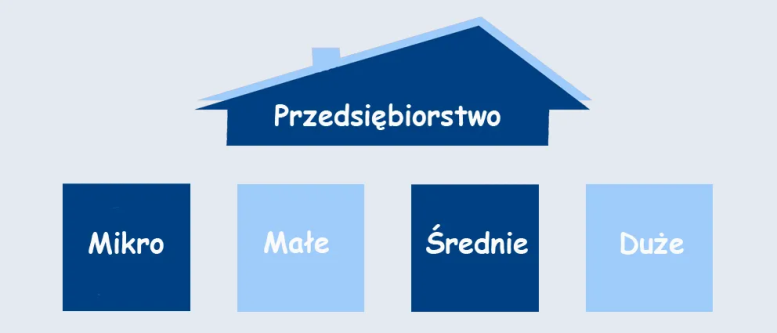 Przedsiębiorstwo
Mikro
Małe
Średnie
Duże